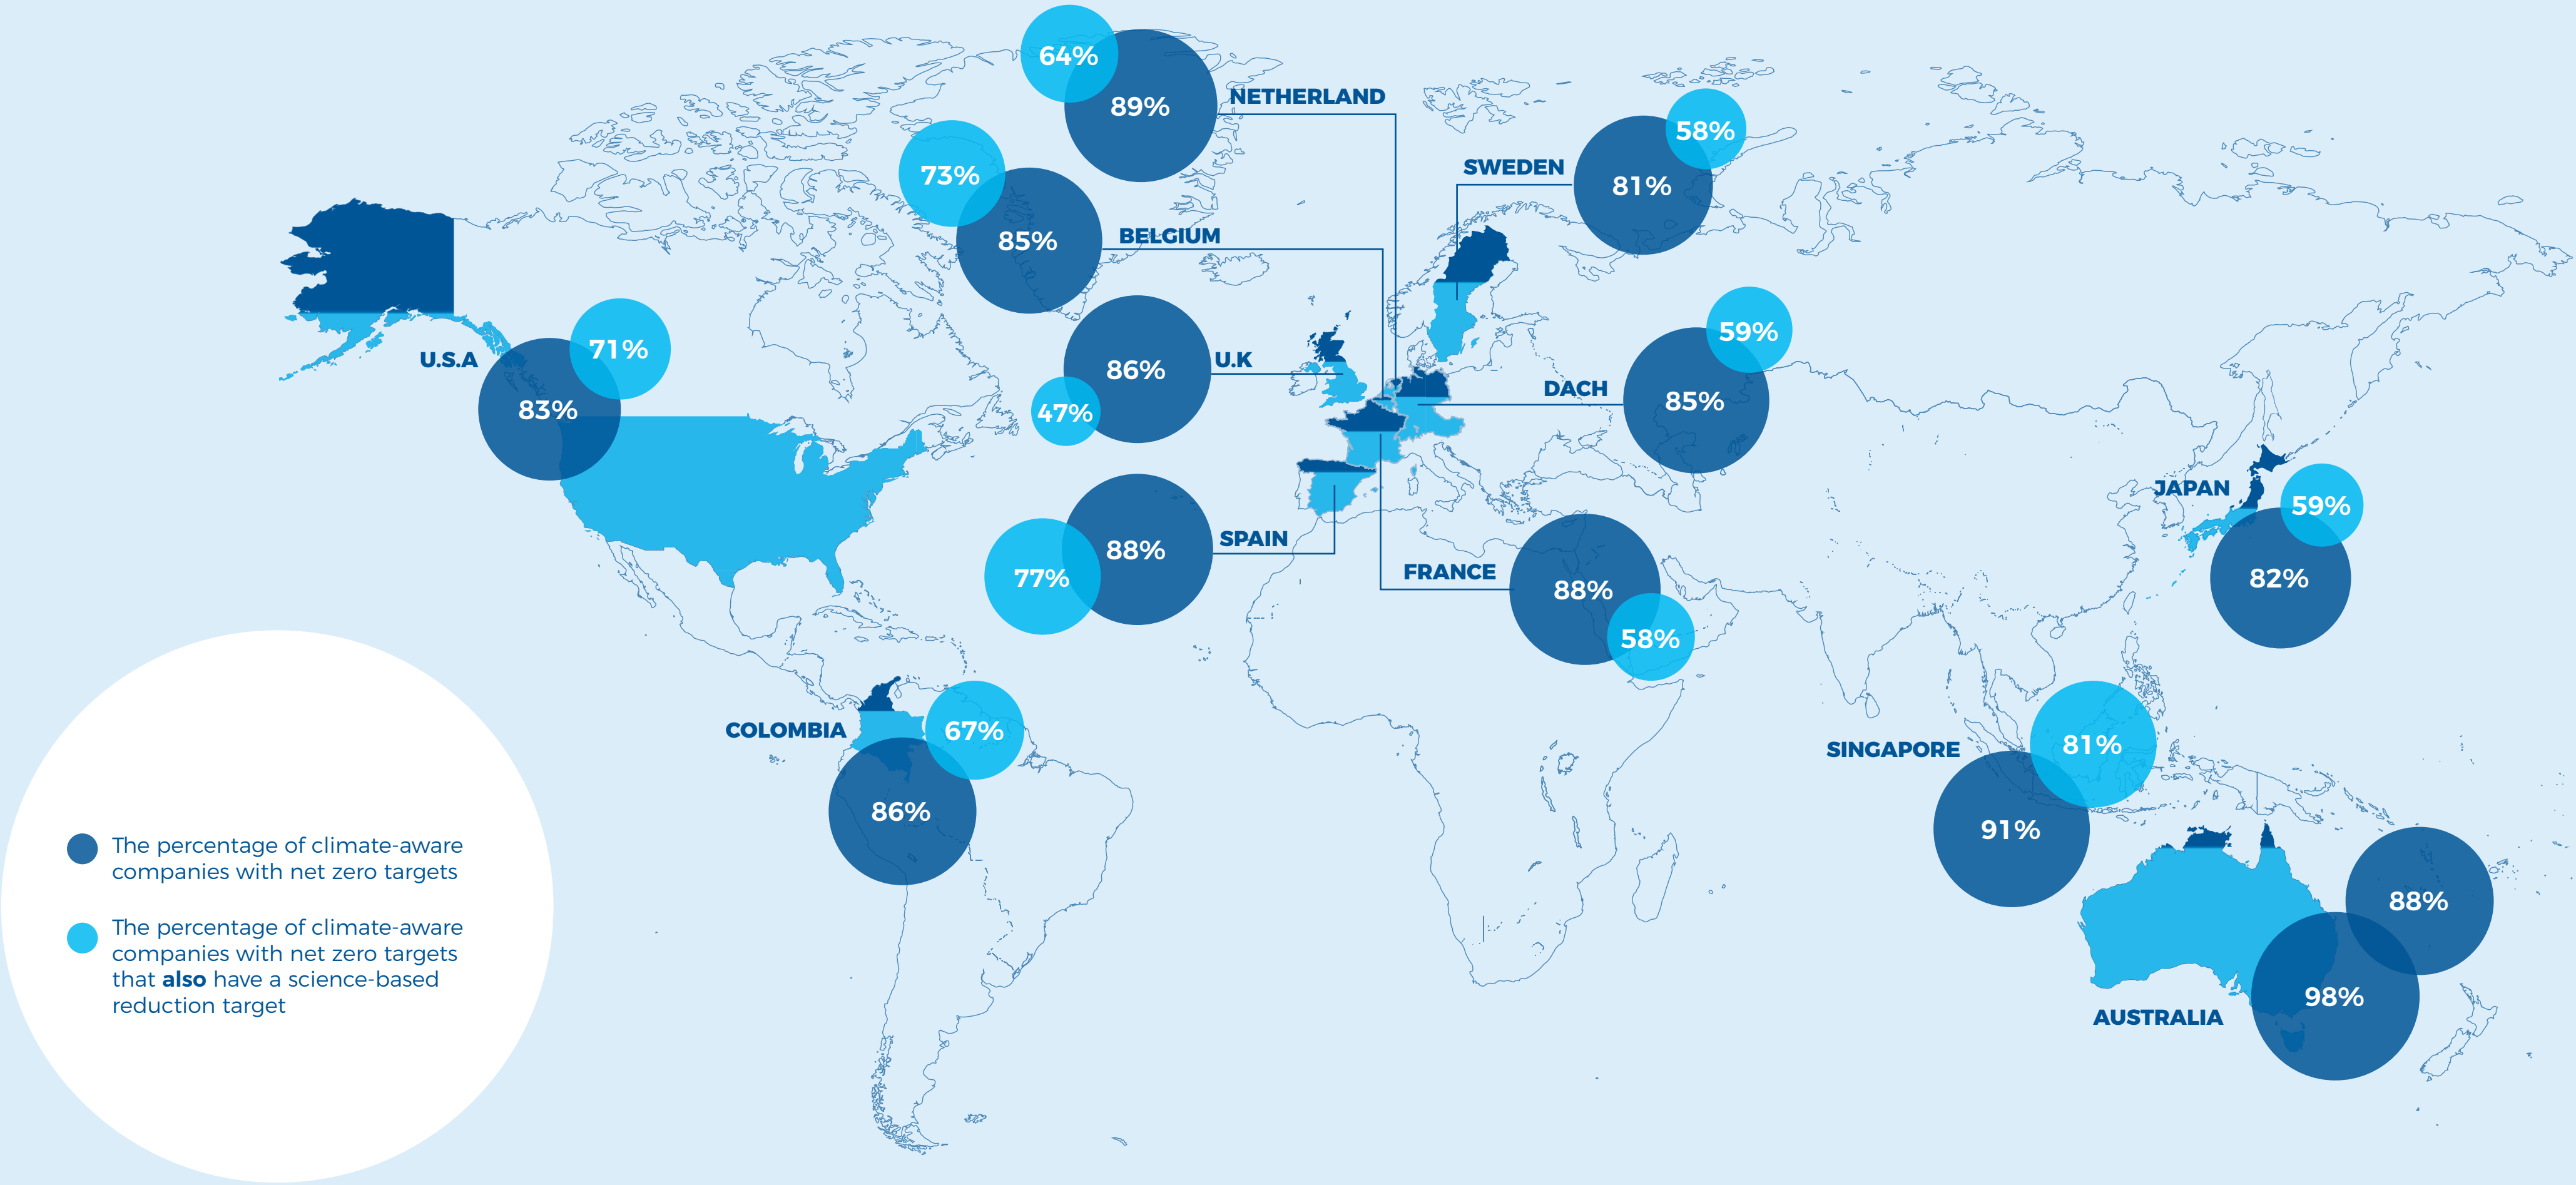 64%
89%
NETHERLAND
73%
85%
BELGIUM
SWEDEN
58%
81%
U.S.A
71%
83%
86%
U.K
47%
DACH
59%
85%
77%
88%
SPAIN
FRANCE
88%
58%
JAPAN
59%
82%
COLOMBIA
67%
86%
SINGAPORE
81%
91%
88%
98%
AUSTRALIA
The percentage of climate-aware
companies with net zero targets
The percentage of climate-aware
companies with net zero targets
that also have a science-based
reduction target